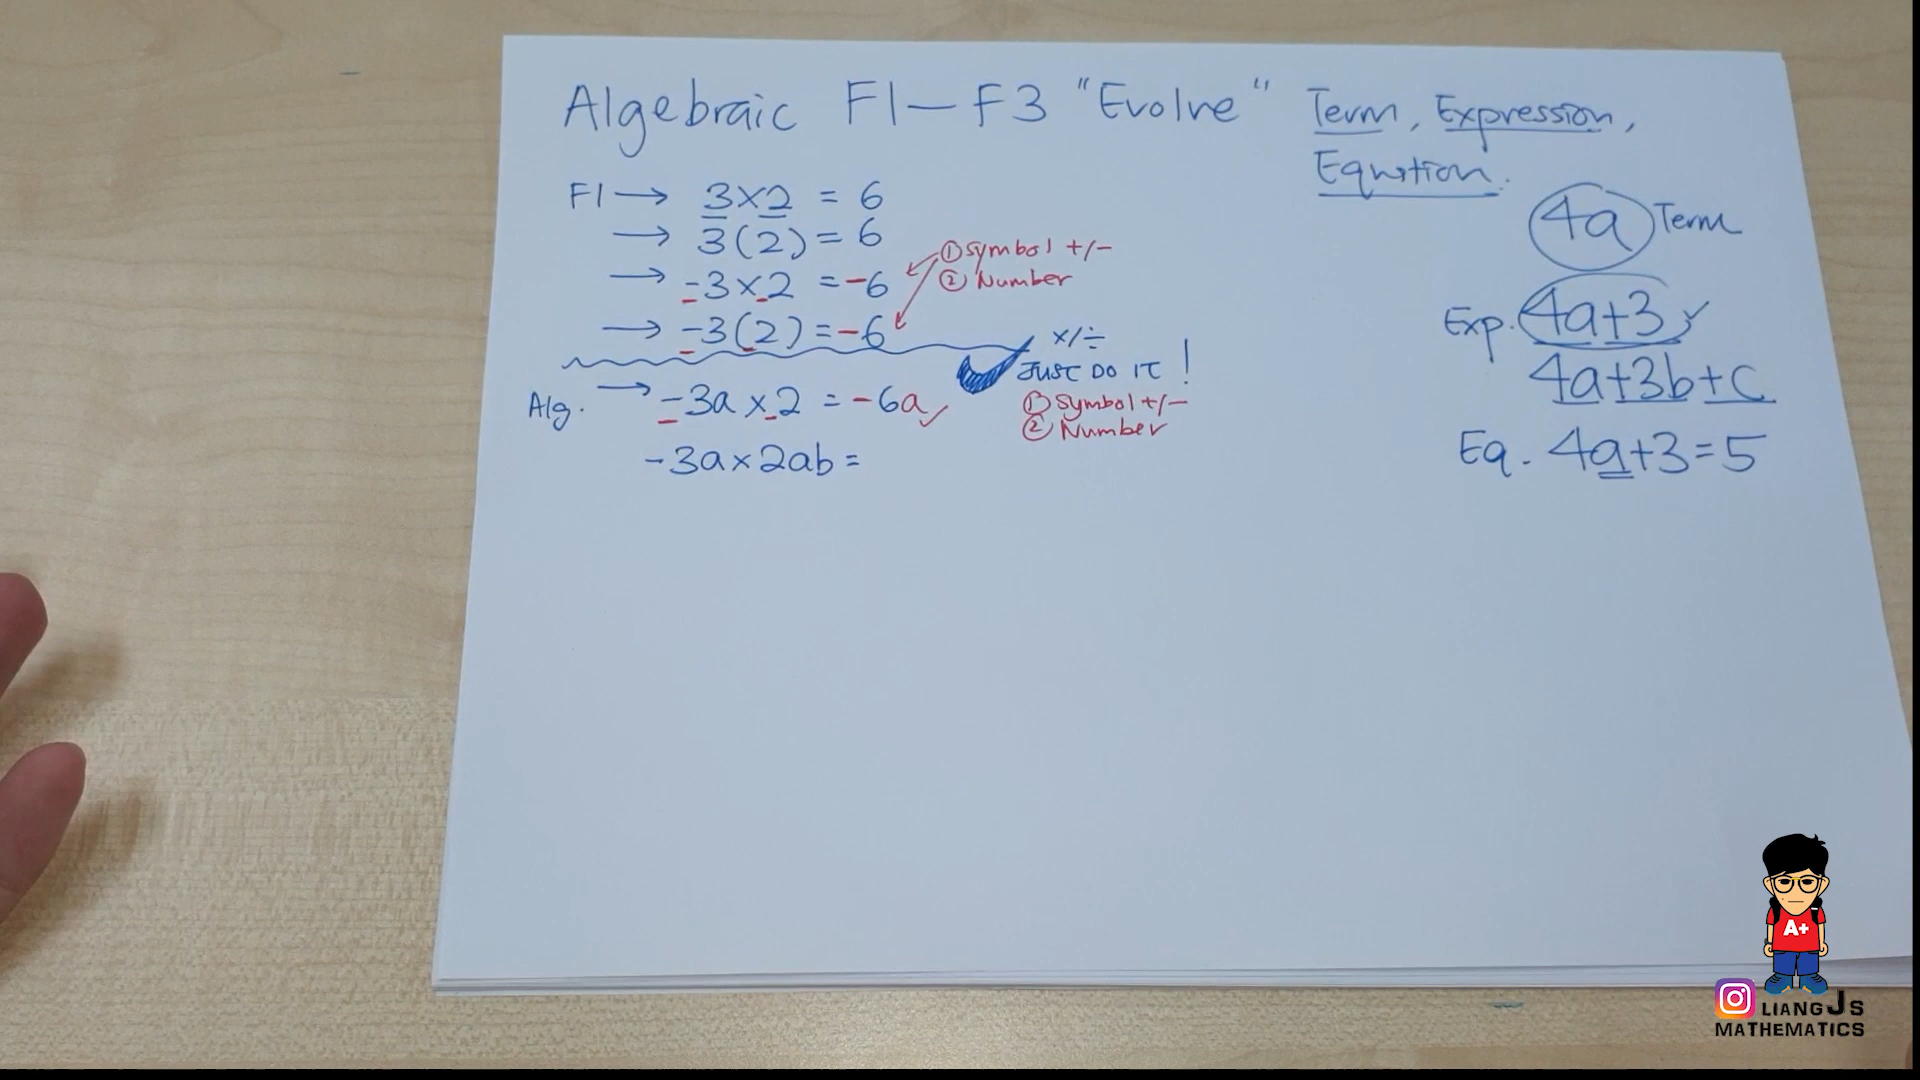 Algebraic F1—F3 "Evolve" Term, Expression,
Equation.
F1 → 3×2 = 6
→ 3(2) = 6
→ -3×2 = -6
→ -3(2) = -6
① Symbol +/-
② Number
×/÷
JUST DO IT !
① Symbol +/-
② Number
Alg. → -3a × 2 = -6a ✓
-3a × 2ab =
4a Term
Exp. 4a+3 ✓
4a+3b+c
Eq. 4a+3=5
A+
LIANGJS
MATHEMATICS